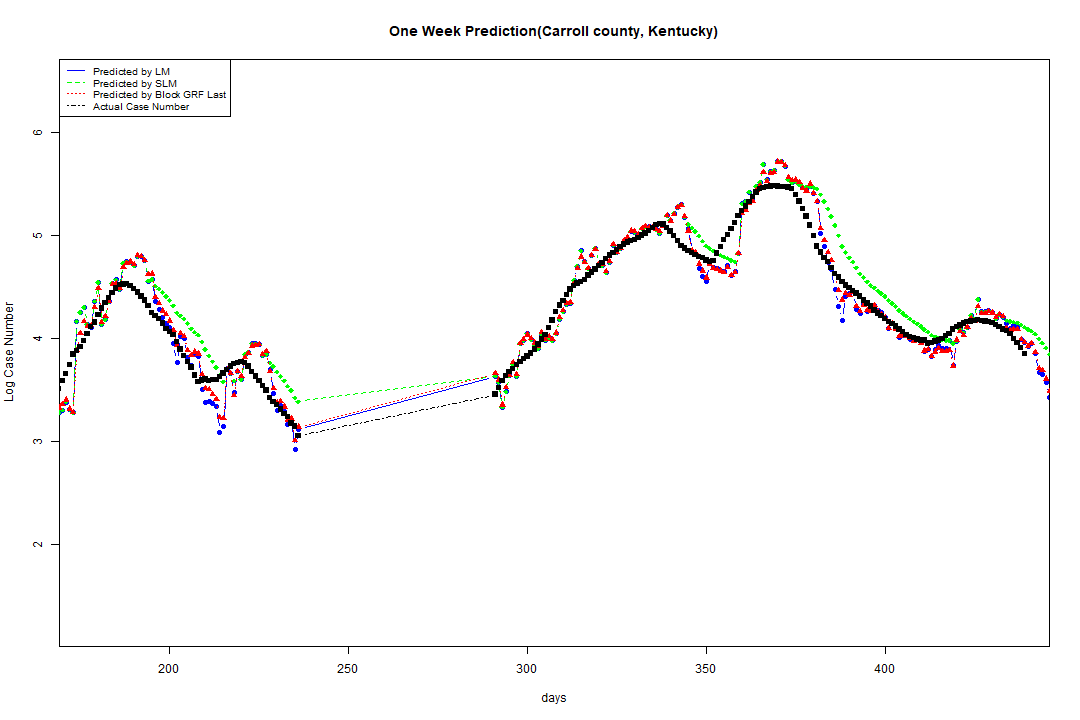 One Week Prediction(Carroll county, Kentucky)
Predicted by LM
Predicted by SLM
Predicted by Block GRF Last
Actual Case Number
6
5
4
3
2
Log Case Number
200 250 300 350 400
days